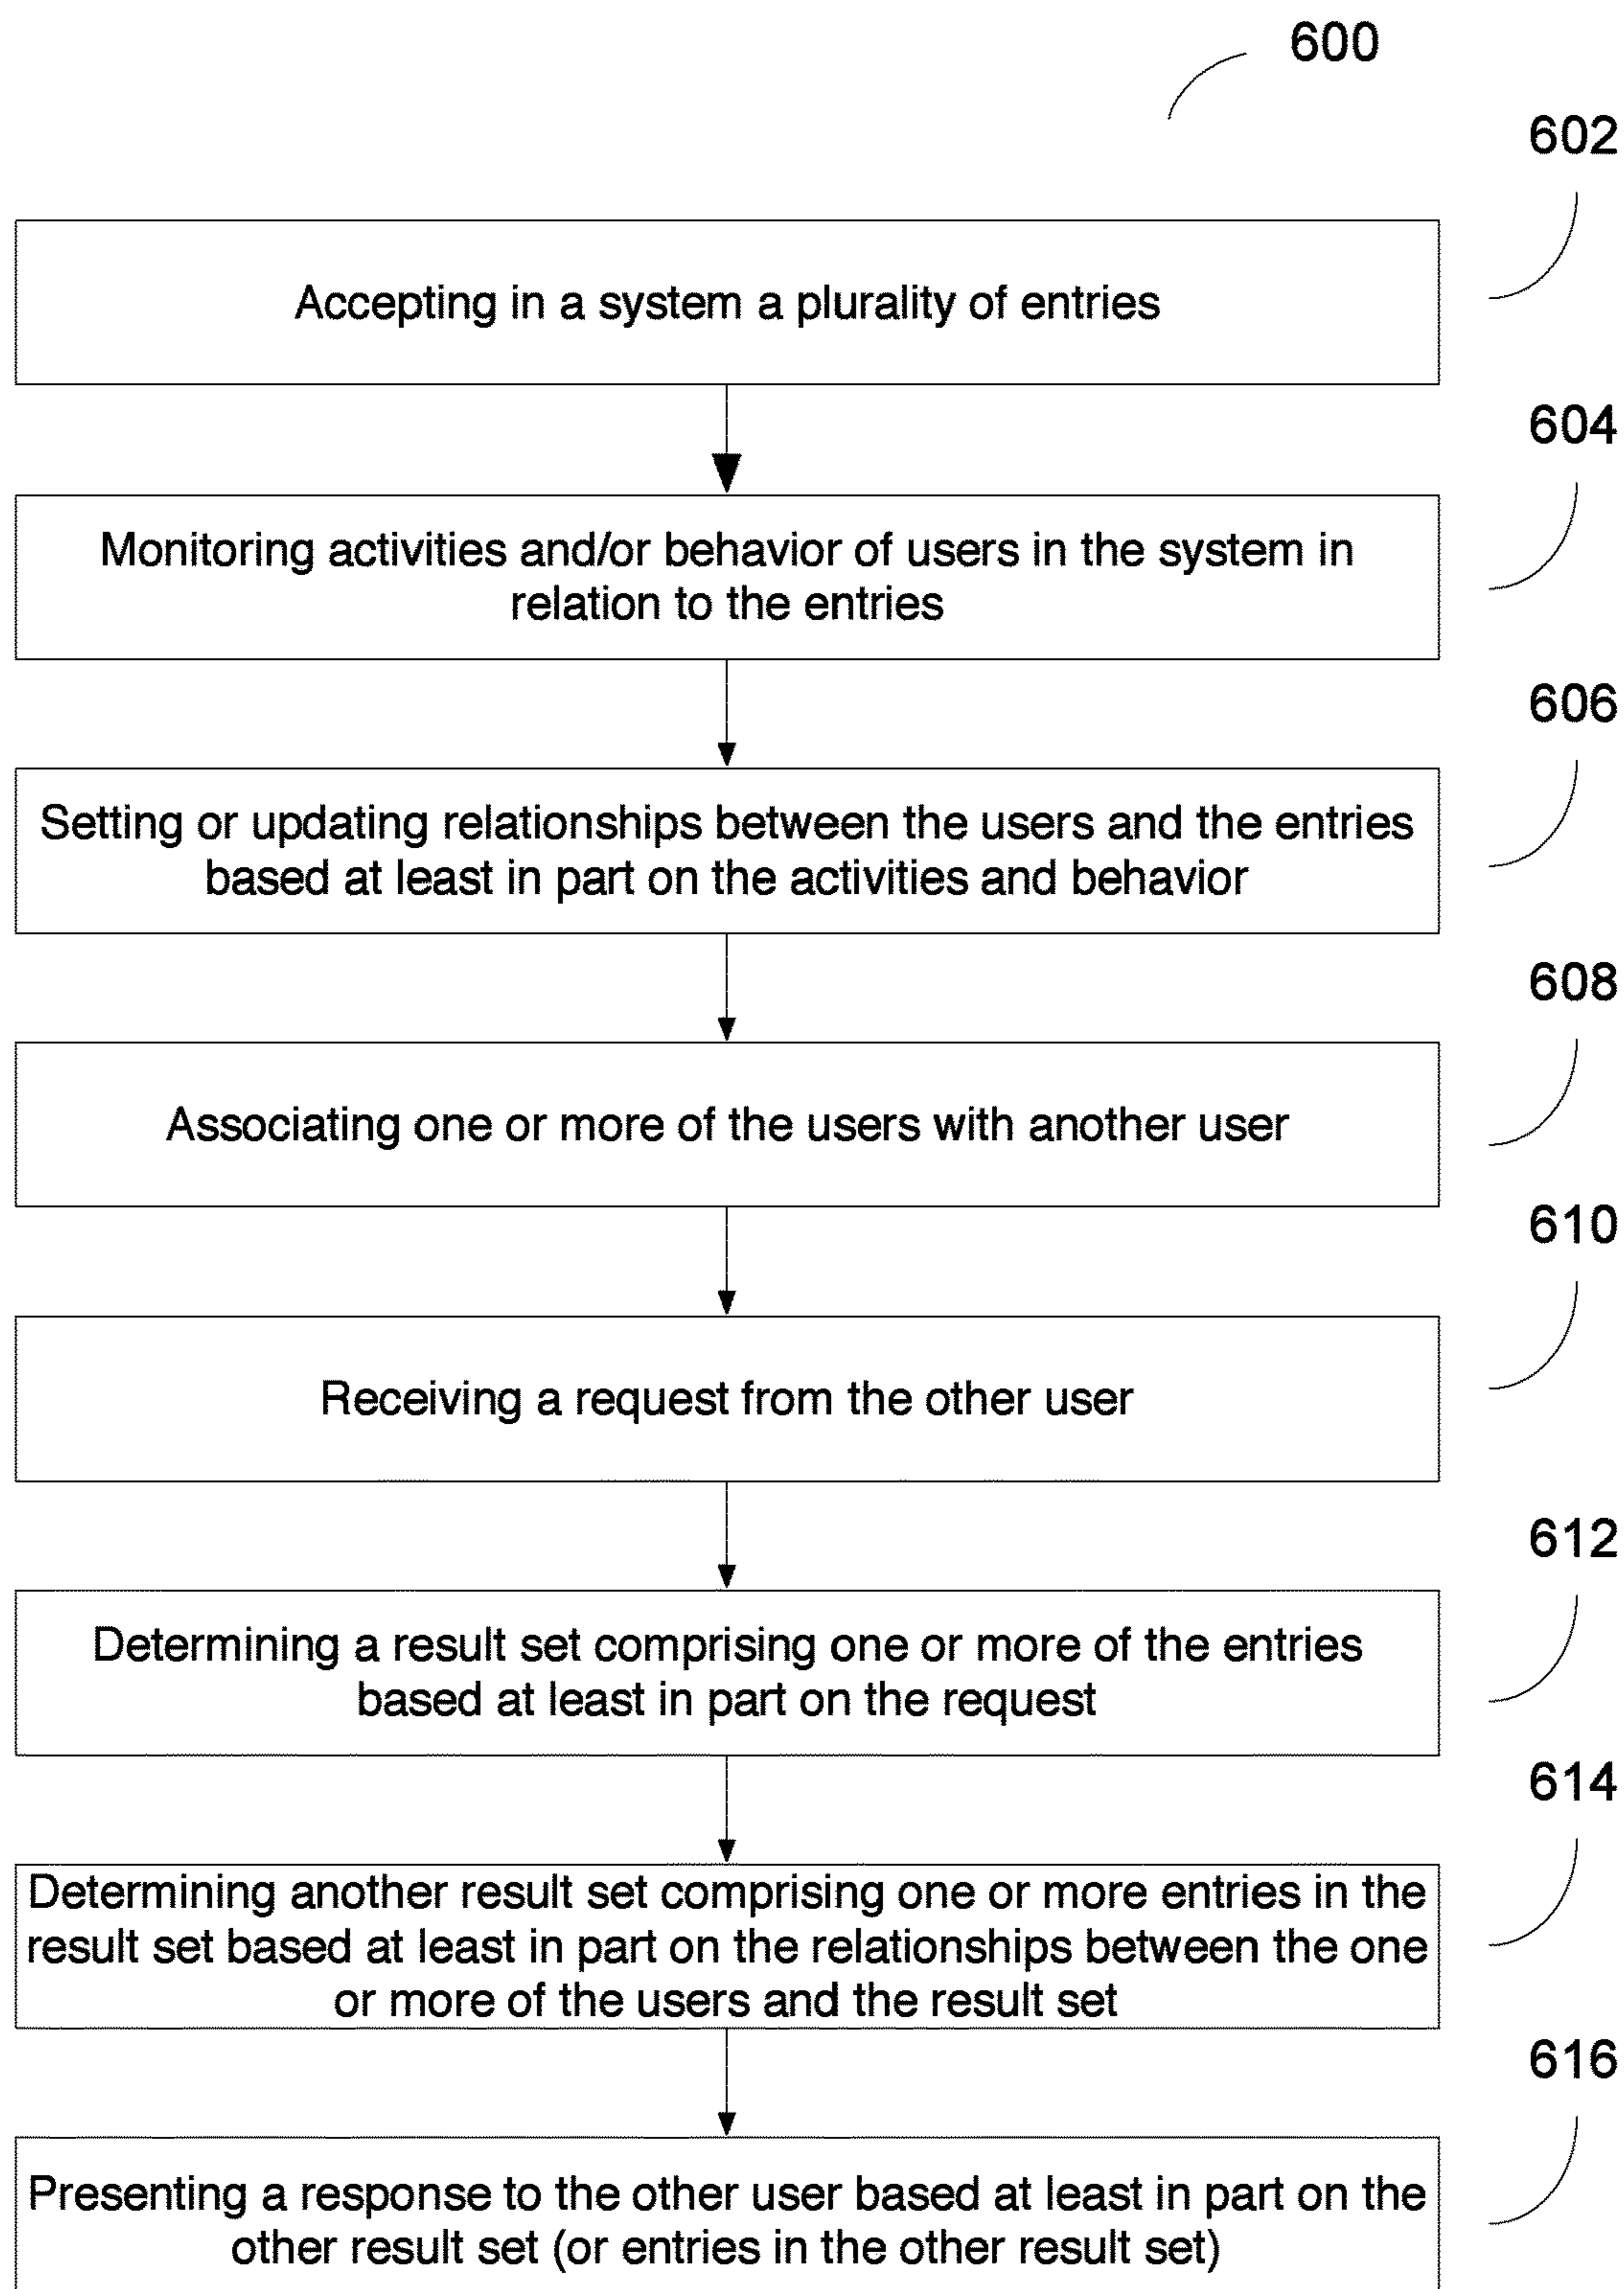 600
602
Accepting in a system a plurality of entries
604
Monitoring activities and/or behavior of users in the system in
relation to the entries
606
Setting or updating relationships between the users and the entries
based at least in part on the activities and behavior
608
Associating one or more of the users with another user
610
Receiving a request from the other user
612
Determining a result set comprising one or more of the entries
based at least in part on the request
614
Determining another result set comprising one or more entries in the
result set based at least in part on the relationships between the one
or more of the users and the result set
616
Presenting a response to the other user based at least in part on the
other result set (or entries in the other result set)